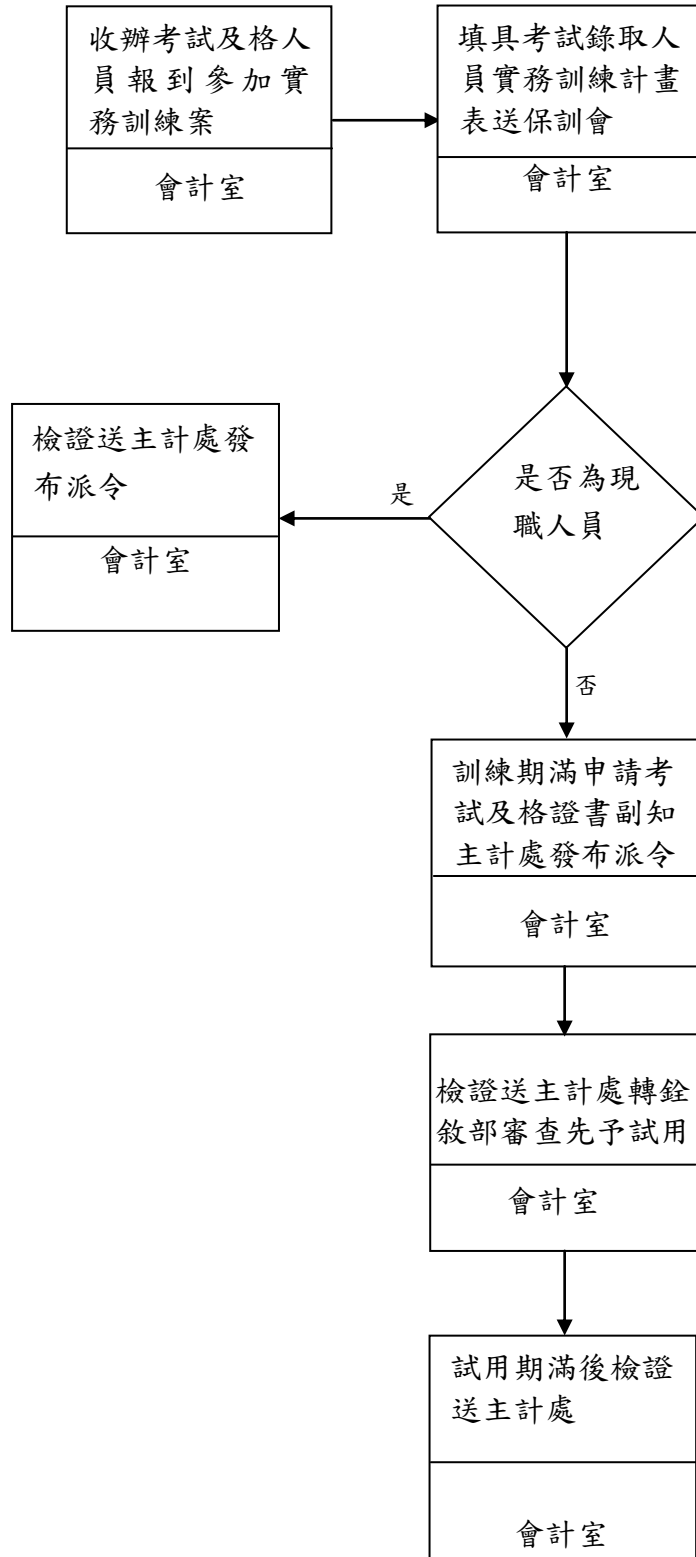 收辦考試及格人
員報到參加實
務訓練案
會計室
填具考試錄取人
員實務訓練計畫
表送保訓會
會計室
是否為現
職人員
是
檢證送主計處發
布派令
會計室
否
訓練期滿申請考
試及格證書副知
主計處發布派令
會計室
檢證送主計處轉銓
敘部審查先予試用
會計室
試用期滿後檢證
送主計處
會計室